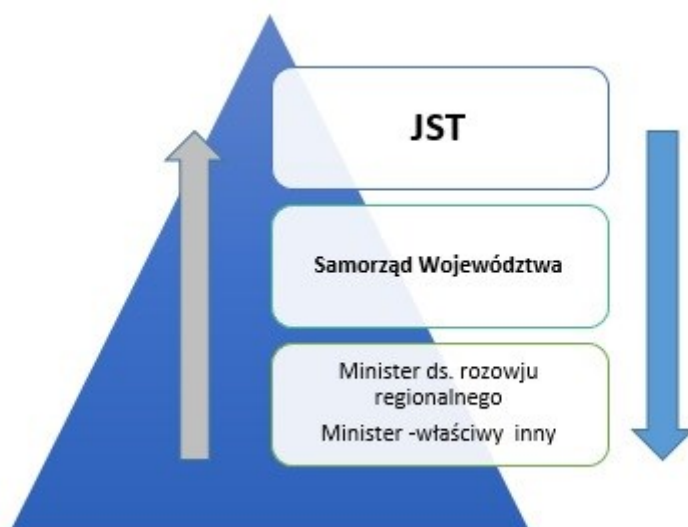 JST
Samorząd Województwa
Minister ds. rozowju
regionalnego
Minister -właściwy inny